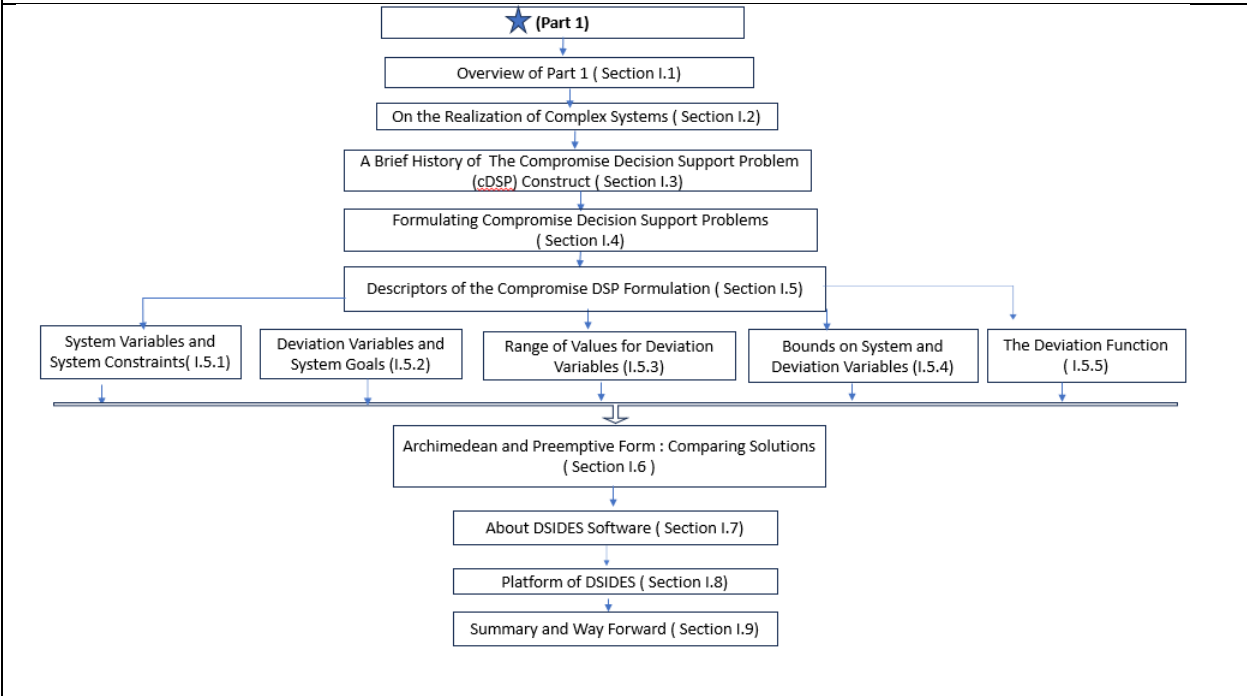 (Part 1)
Overview of Part 1 ( Section I.1)
On the Realization of Complex Systems ( Section I.2)
A Brief History of The Compromise Decision Support Problem
(cDSP) Construct ( Section I.3)
Formulating Compromise Decision Support Problems
( Section I.4)
Descriptors of the Compromise DSP Formulation ( Section I.5)
System Variables and
System Constraints( I.5.1)
Deviation Variables and
System Goals (I.5.2)
Range of Values for Deviation
Variables (I.5.3)
Bounds on System and
Deviation Variables (I.5.4)
The Deviation Function
( I.5.5)
Archimedean and Preemptive Form : Comparing Solutions
( Section I.6 )
About DSIDES Software ( Section I.7)
Platform of DSIDES ( Section I.8)
Summary and Way Forward ( Section I.9)